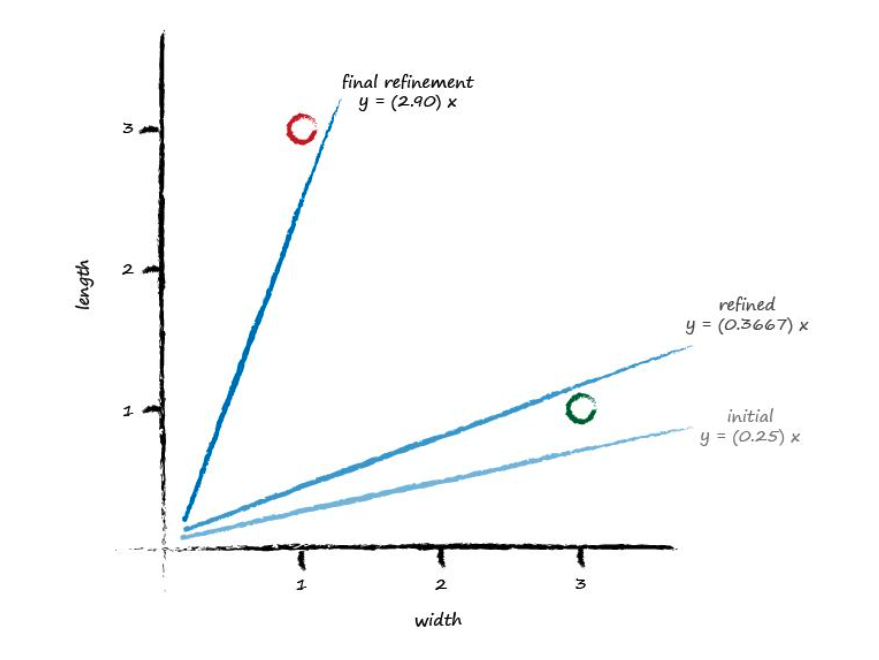 final refinement
y = (2.90) x
3
2
length
refined
y = (0.3667) x
1
initial
y = (0.25) x
1
2
3
width